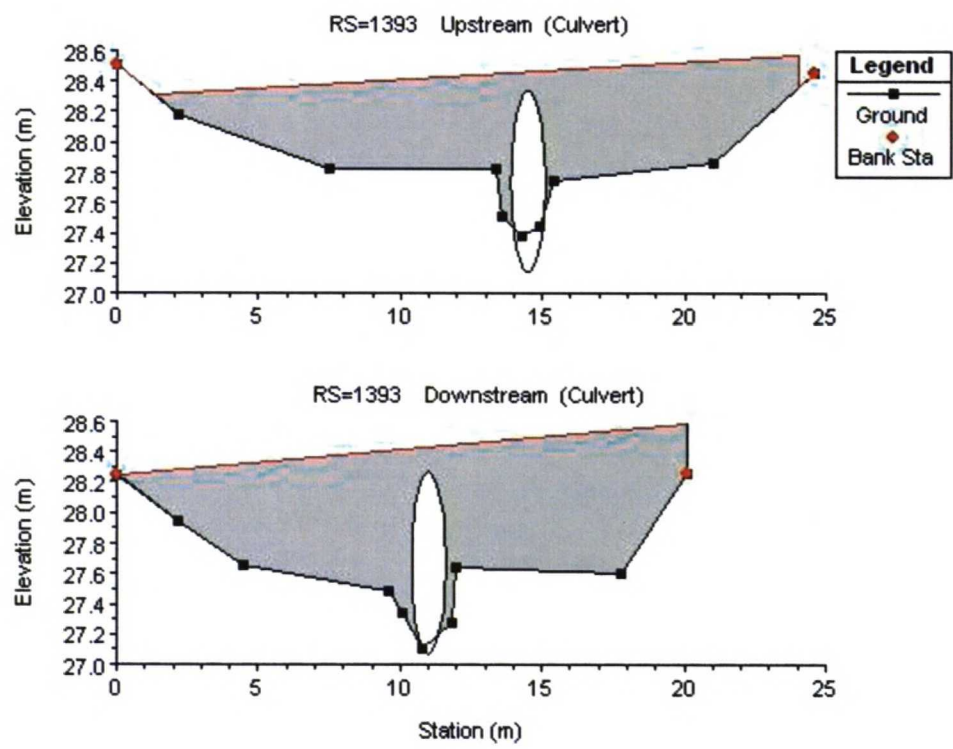 RS=1393 Upstream (Culvert)
Elevation (m)
28.6
28.4
28.2
28.0
27.8
27.6
27.4
27.2
27.0
0 5 10 15 20 25
Legend
Ground
Bank Sta
RS=1393 Downstream (Culvert)
Elevation (m)
28.6
28.4
28.2
28.0
27.8
27.6
27.4
27.2
27.0
0 5 10 15 20 25
Station (m)